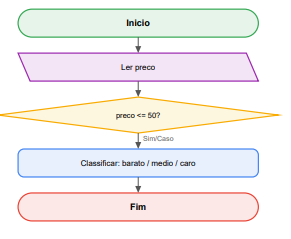 Inicio
Ler preco
preco <= 50?
Sim/Caso
Classificar: barato / medio / caro
Fim